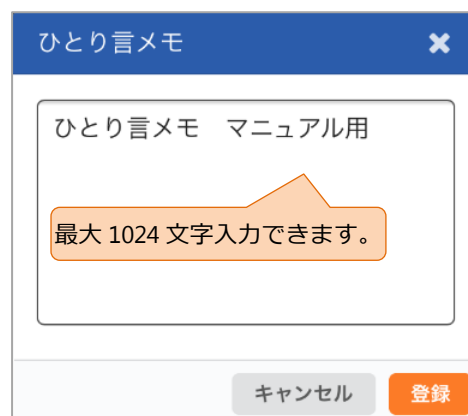 ひとり言メモ
ひとり言メモ　マニュアル用
最大 1024 文字入力できます。
キャンセル
登録